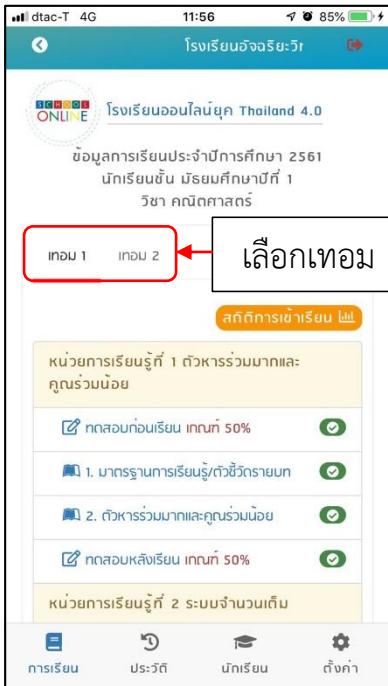 dtac-T 4G 11:56 85%
โรงเรียนอัจฉริยะวิท
SCHOOL
ONLINE
โรงเรียนออนไลน์ยุค Thailand 4.0
ข้อมูลการเรียนประจำปีการศึกษา 2561
นักเรียนชั้น มัธยมศึกษาปีที่ 1
วิชา คณิตศาสตร์
เทอม 1 เทอม 2
เลือกเทอม
สถิติการเข้าเรียน
หน่วยการเรียนรู้ที่ 1 ตัวหารร่วมมากและ
คูณร่วมน้อย
ทดสอบก่อนเรียน เกณฑ์ 50%
1. มาตรฐานการเรียนรู้/ตัวชี้วัดรายบท
2. ตัวหารร่วมมากและคูณร่วมน้อย
ทดสอบหลังเรียน เกณฑ์ 50%
หน่วยการเรียนรู้ที่ 2 ระบบจำนวนเต็ม
การเรียน ประวัติ นักเรียน ตั้งค่า